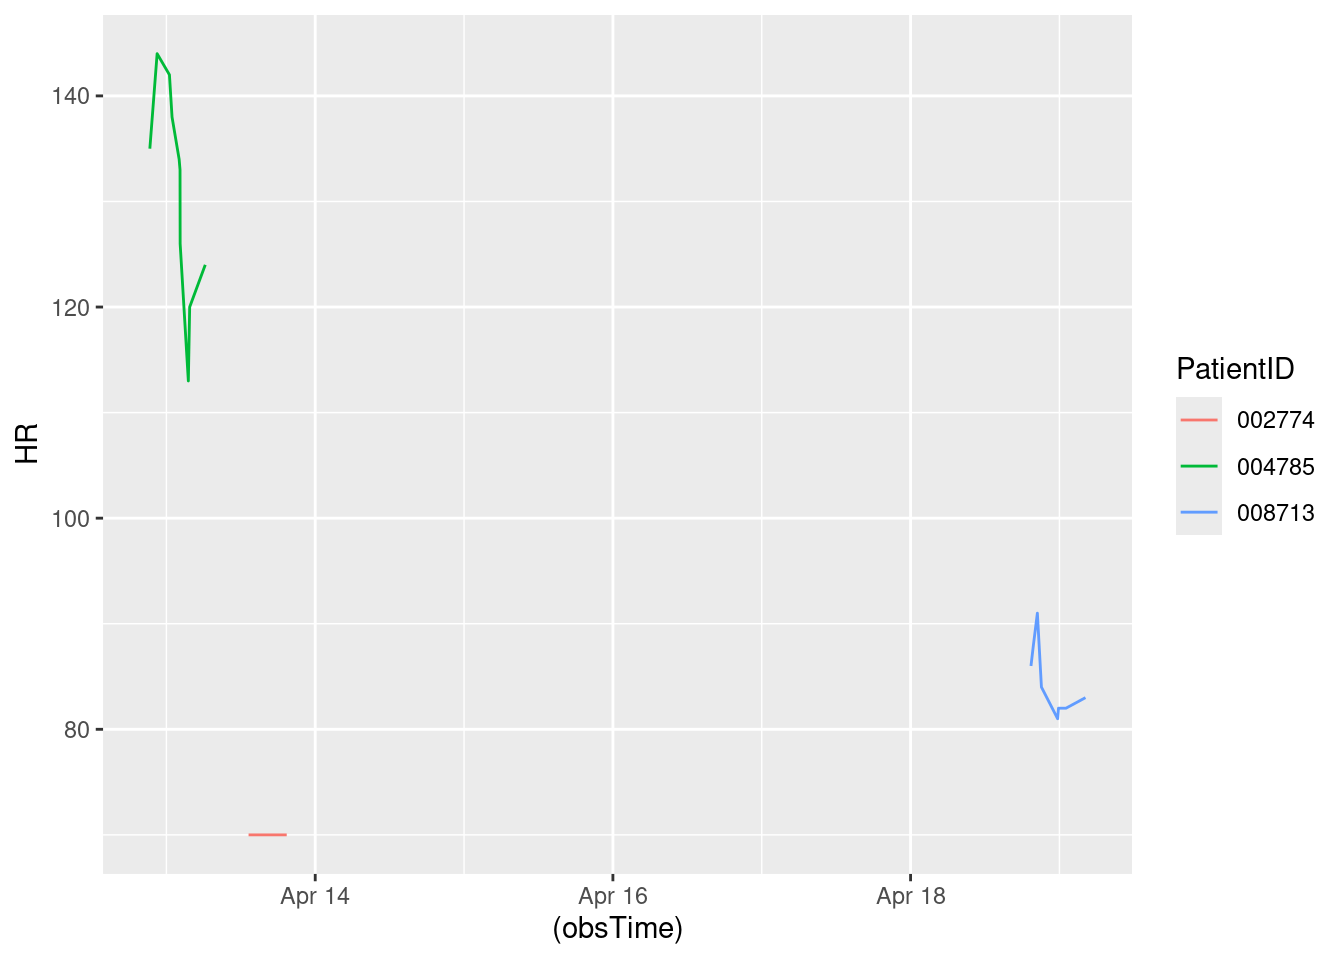 140
120
100
80
HR
Apr 14
Apr 16
Apr 18
(obsTime)
PatientID
002774
004785
008713